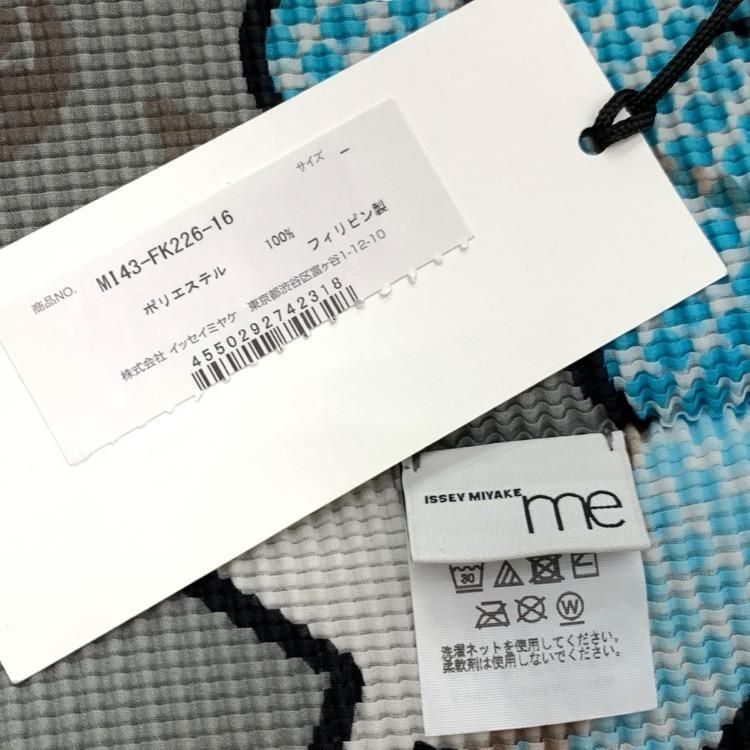 サイズ －
商品NO. MI43-FK226-16
ポリエステル 100% フィリピン製
株式会社 イッセイミヤケ 東京都渋谷区富ヶ谷1-12-10
4550292742318
ISSEY MIYAKE me
30
W
洗濯ネットを使用してください。
柔軟剤は使用しないでください。